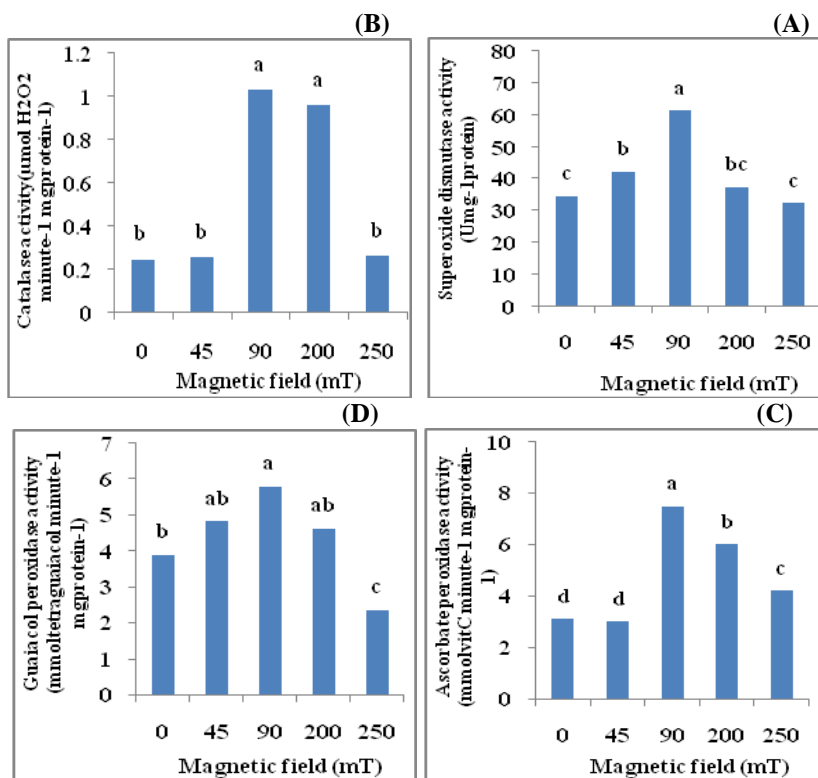 (B)
Catalase activity(umol H2O2
minute-1 mgprotein-1)
1.2
1
0.8
0.6
0.4
0.2
0
b
b
a
a
b
0 45 90 200 250
Magnetic field (mT)
(A)
Superoxide dismutase activity
(Umg-1protein)
80
70
60
50
40
30
20
10
0
c
b
a
bc
c
0 45 90 200 250
Magnetic field (mT)
(D)
Guaiacol peroxidase activity
(mmoltetraguaiacol minute-1
mgprotein-1)
7
6
5
4
3
2
1
0
b
ab
a
ab
c
0 45 90 200 250
Magnetic field (mT)
(C)
Ascorbate peroxidase activity
(mmolvitC minute-1 mgprotein-
1)
10
8
6
4
2
0
d
d
a
b
c
0 45 90 200 250
Magnetic field (mT)